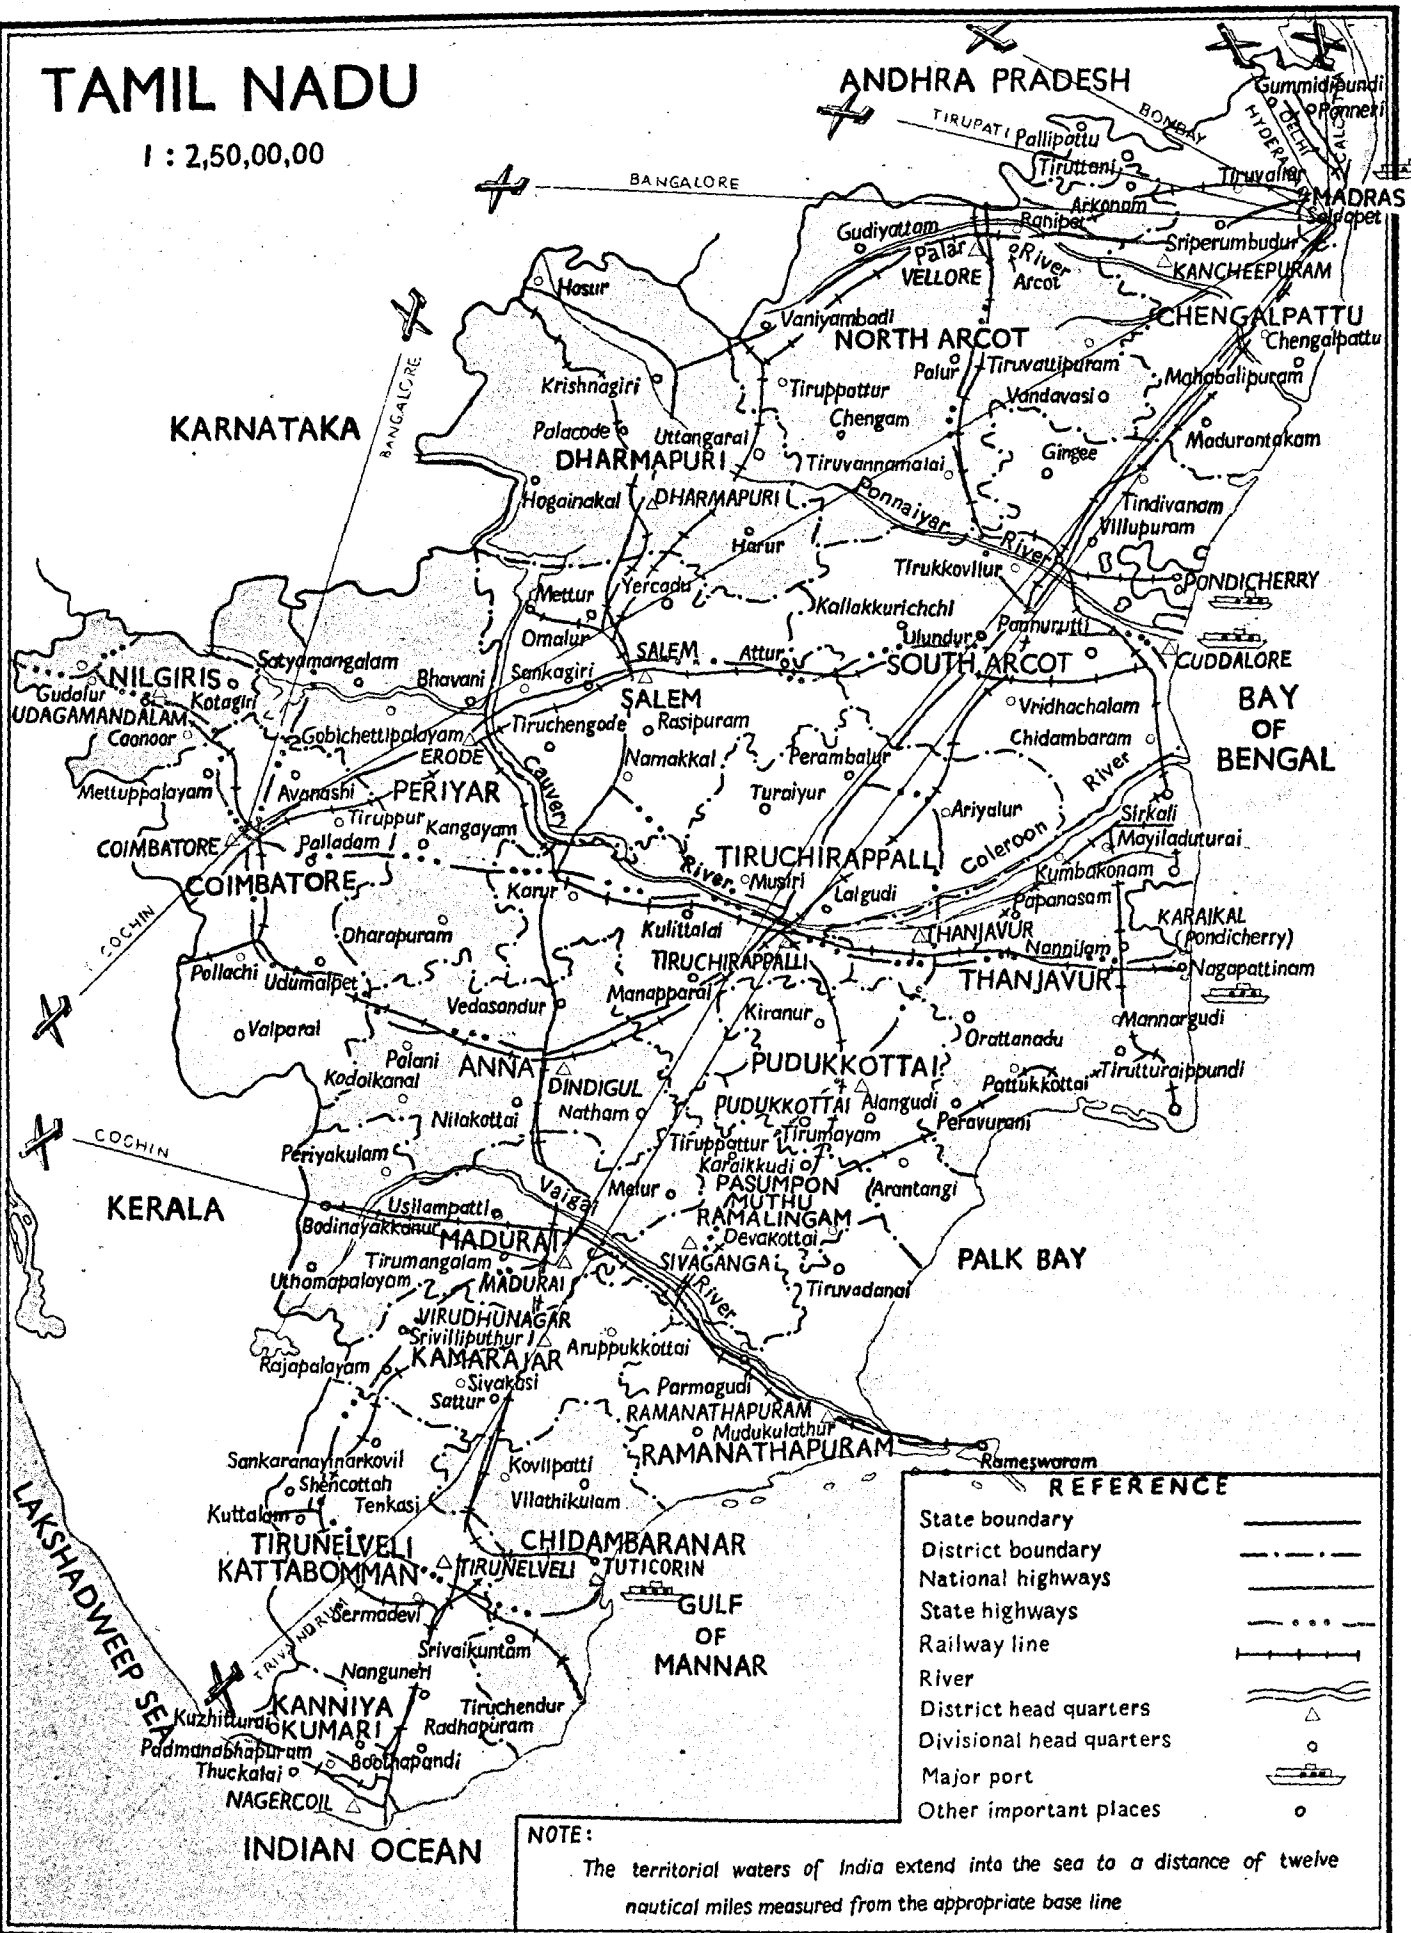 TAMIL NADU
1 : 2,50,00,00
ANDHRA PRADESH
Gummidipundi
Ponneri
CALCUTTA
DELHI
HYDERABAD
BOMBAY
TIRUPATI
Pallipattu
Tiruttani
Tiruvallur
BANGALORE
MADRAS
Saidapet
Arkonam
Ranipet
Gudiyattam
Sriperumbudur
Palar
River
VELLORE
Arcot
KANCHEEPURAM
Hosur
Vaniyambadi
CHENGALPATTU
NORTH ARCOT
Chengalpattu
Polur
Tiruvattipuram
Mahabalipuram
Krishnagiri
Tiruppattur
Vandavasi
BANGALORE
KARNATAKA
Palacode
Uttangarai
Chengam
Gingee
Madurantakam
DHARMAPURI
Tiruvannamalai
Hogainakal
DHARMAPURI
Ponnaiyar
River
Tindivanam
Villupuram
Harur
Tirukkovilur
Mettur
Yercadu
Kallakkurichchi
PONDICHERRY
Omalur
Ulundur
Panhurutti
Satyamangalam
SALEM
Attur
SOUTH ARCOT
CUDDALORE
NILGIRIS
Gudalur
Kotagiri
Bhavani
Sankagiri
SALEM
BAY
OF
BENGAL
UDAGAMANDALAM
Coonoor
Gobichettipalayam
Tiruchengode
Rasipuram
Vridhachalam
ERODE
Namakkal
Perambalur
Chidambaram
Mettuppalayam
Avanashi
PERIYAR
Cauvery
Turaiyur
Ariyalur
River
Tiruppur
Kangayam
Sirkali
COIMBATORE
Palladam
River
TIRUCHIRAPPALLI
Coleroon
Mayiladuturai
COIMBATORE
Karur
Musiri
Lalgudi
Kumbakonam
Papanasam
COCHIN
Dharapuram
Kulittalai
THANJAVUR
Nannilam
KARAIKAL
(Pondicherry)
Pollachi
Udumalpet
TIRUCHIRAPPALLI
THANJAVUR
Nagapattinam
Vedasandur
Manapparai
Kiranur
Valparai
Orattanadu
Mannargudi
Palani
ANNA
PUDUKKOTTAI
Kodaikanal
DINDIGUL
Pattukkottai
Tirutturaippundi
Nilakottai
Natham
PUDUKKOTTAI
Alangudi
Peravurani
COCHIN
Tiruppattur
Tirumayam
Periyakulam
Karaikkudi
KERALA
Vaigai
Melur
PASUMPON
MUTHU
RAMALINGAM
Arantangi
Usilampatti
Bodinayakkanur
MADURAI
Devakottai
PALK BAY
Tirumangalam
SIVAGANGAI
Uthomapalayam
MADURAI
Tiruvadanai
River
VIRUDHUNAGAR
Srivilliputhur
Aruppukkottai
Rajapalayam
KAMARAJAR
Sivakasi
Sattur
Parmagudi
RAMANATHAPURAM
Mudukulathur
RAMANATHAPURAM
Rameswaram
Sankaranayinarkovil
Shencottah
Kovilpatti
Kuttalam
Tenkasi
Vilathikulam
LAKSHADWEEP SEA
TIRUNELVELI
KATTABOMMAN
CHIDAMBARANAR
TIRUNELVELI
TUTICORIN
Sermadevi
GULF
OF
MANNAR
TRIVANDRUM
Srivaikuntam
Nanguneri
KANNIYA
KUMARI
Tiruchendur
Kuzhitturai
Radhapuram
Padmanabhapuram
Boothapandi
Thuckalai
NAGERCOIL
INDIAN OCEAN
REFERENCE
State boundary
District boundary
National highways
State highways
Railway line
River
District head quarters
Divisional head quarters
Major port
Other important places
NOTE:
The territorial waters of India extend into the sea to a distance of twelve
nautical miles measured from the appropriate base line